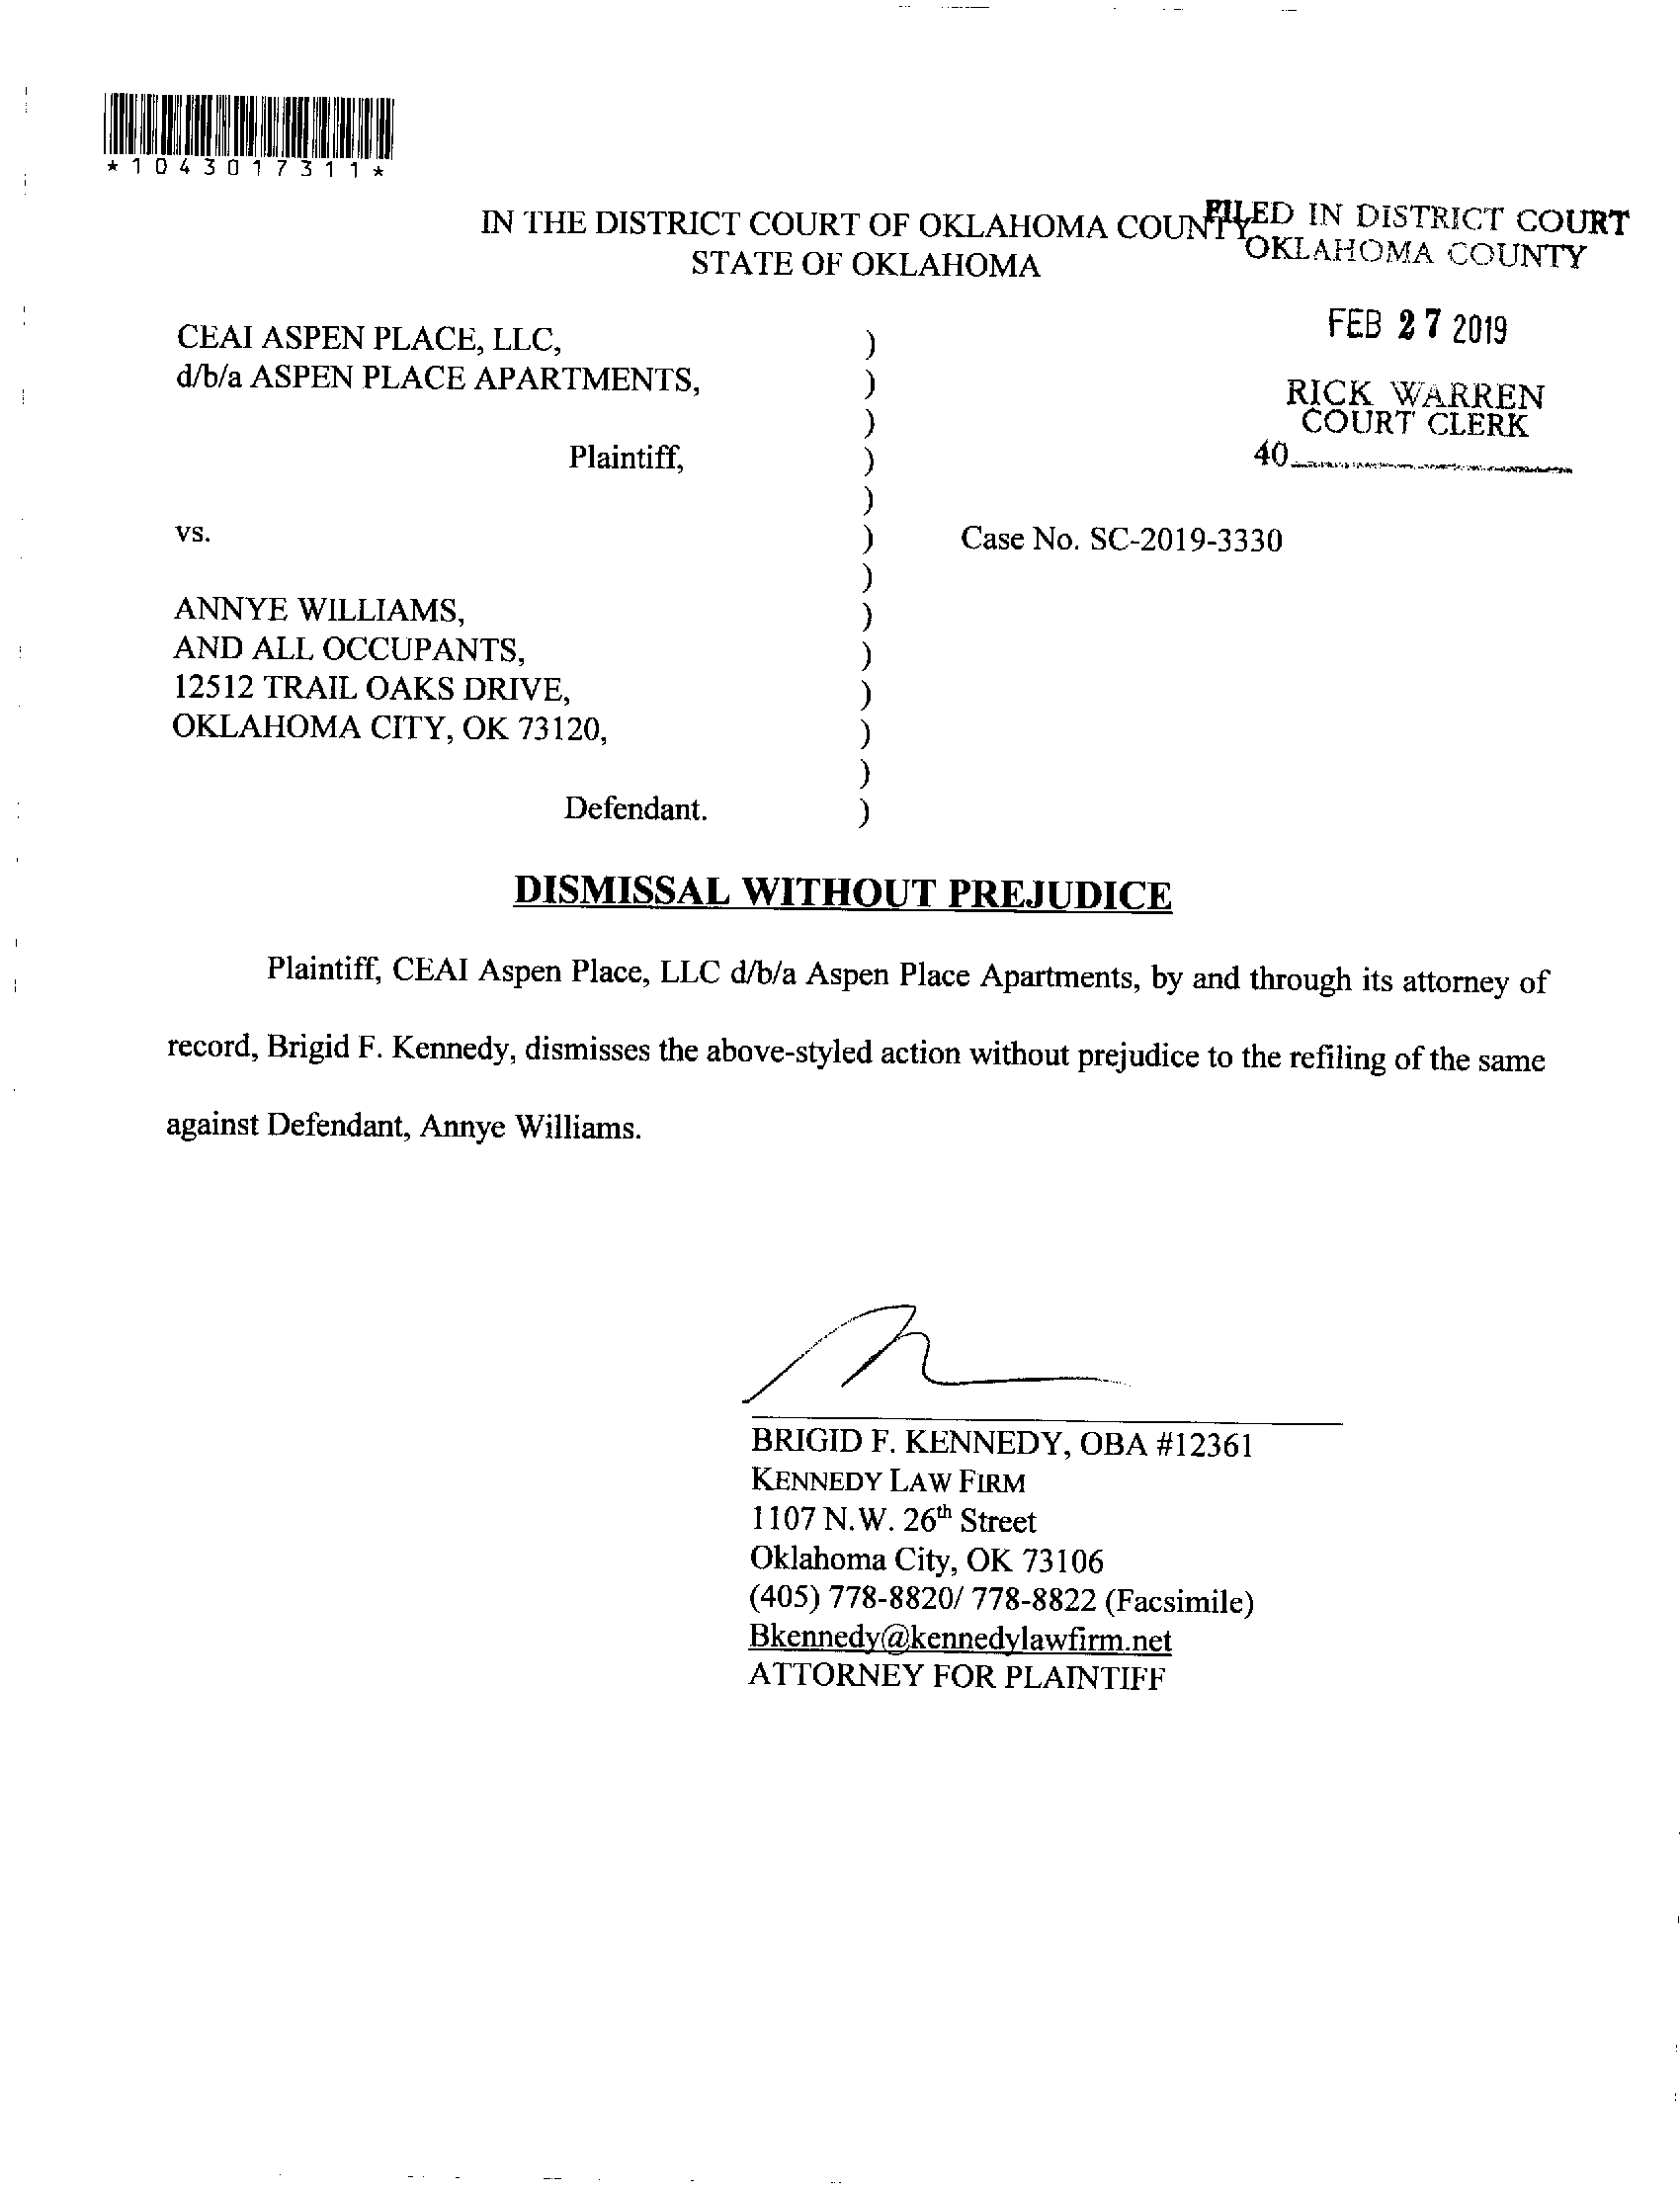 *1043017311*
IN THE DISTRICT COURT OF OKLAHOMA COUNTY
STATE OF OKLAHOMA
FILED IN DISTRICT COURT
OKLAHOMA COUNTY
FEB 27 2019
RICK WARREN
COURT CLERK
40
CEAI ASPEN PLACE, LLC, )
d/b/a ASPEN PLACE APARTMENTS, )
)
Plaintiff, )
)
vs. ) Case No. SC-2019-3330
)
ANNYE WILLIAMS, )
AND ALL OCCUPANTS, )
12512 TRAIL OAKS DRIVE, )
OKLAHOMA CITY, OK 73120, )
)
Defendant. )
DISMISSAL WITHOUT PREJUDICE
Plaintiff, CEAI Aspen Place, LLC d/b/a Aspen Place Apartments, by and through its attorney of
record, Brigid F. Kennedy, dismisses the above-styled action without prejudice to the refiling of the same
against Defendant, Annye Williams.
BRIGID F. KENNEDY, OBA #12361
KENNEDY LAW FIRM
1107 N.W. 26th Street
Oklahoma City, OK 73106
(405) 778-8820/ 778-8822 (Facsimile)
Bkennedy@kennedylawfirm.net
ATTORNEY FOR PLAINTIFF